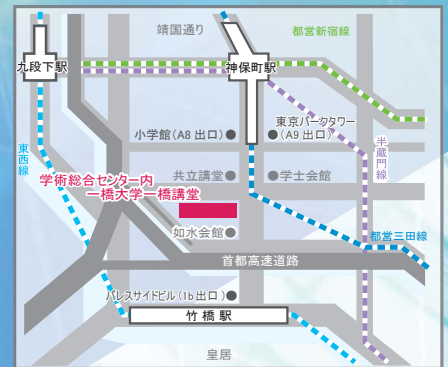 靖国通り
都営新宿線
九段下駅
神保町駅
小学館(A8 出口)
東京パークタワー
(A9 出口)
東西線
半蔵門線
共立講堂
学士会館
学術総合センター内
一橋大学一橋講堂
如水会館
都営三田線
首都高速道路
パレスサイドビル(1b 出口)
竹橋駅
皇居